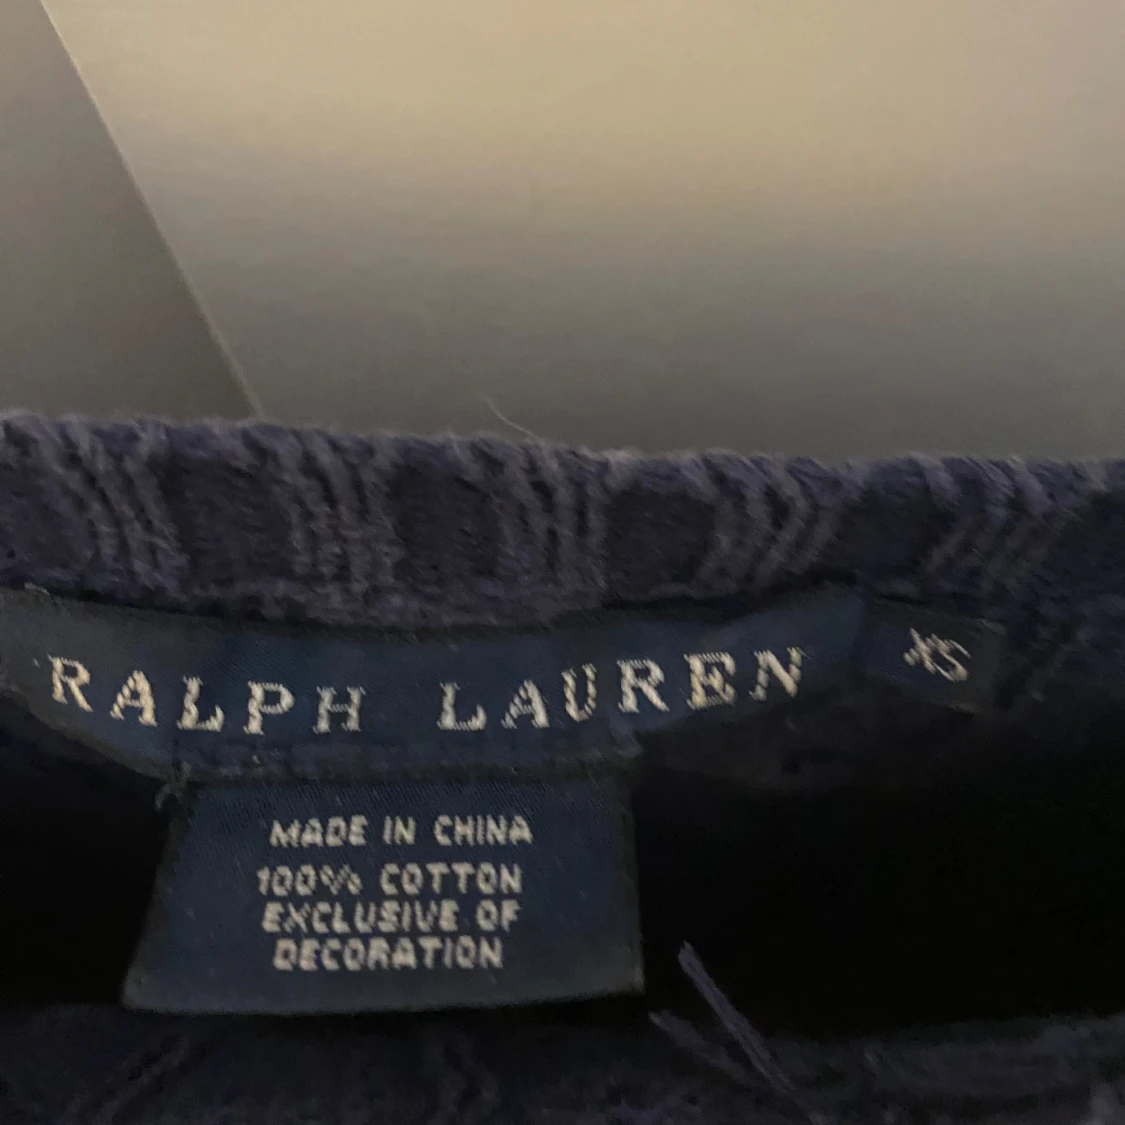 RALPH LAUREN
XS
MADE IN CHINA
100% COTTON
EXCLUSIVE OF
DECORATION